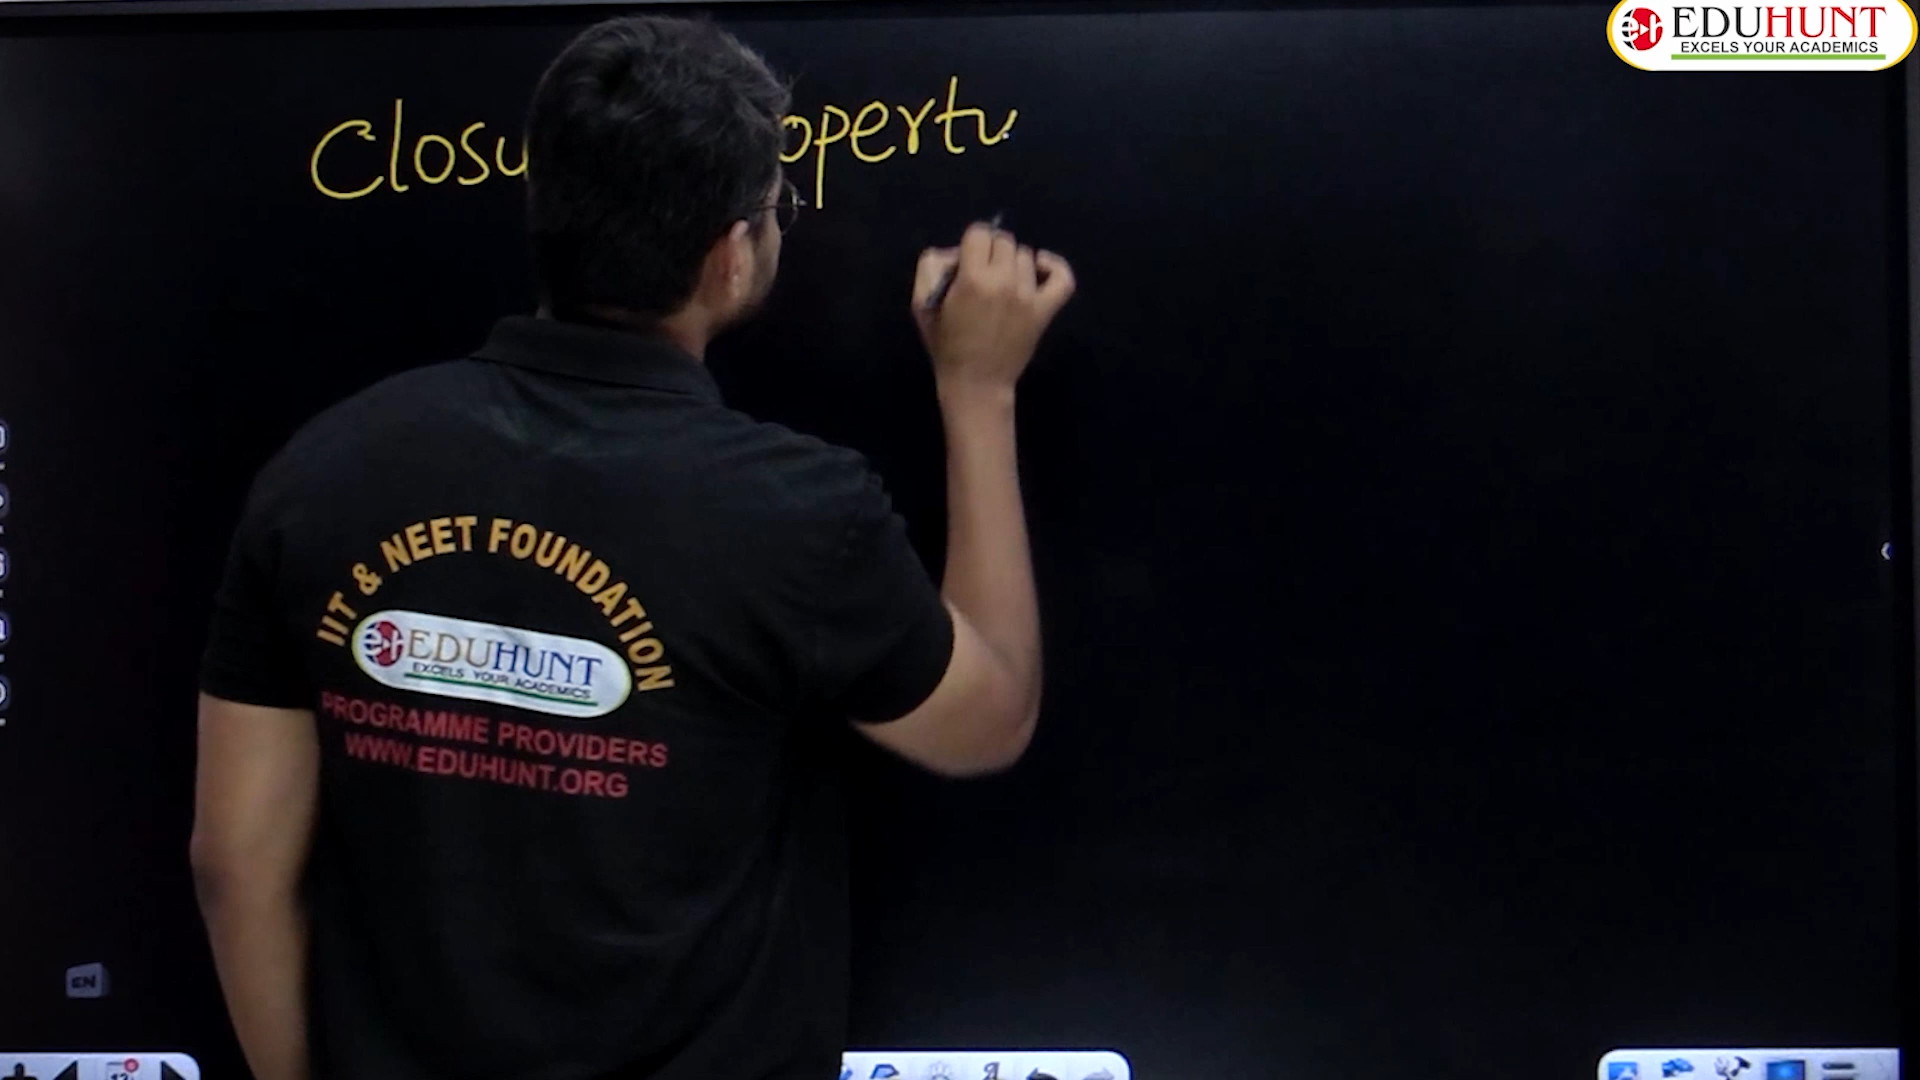 EDUHUNT
EXCELS YOUR ACADEMICS
Closu opertu
IIT & NEET FOUNDATION
EDUHUNT
EXCELS YOUR ACADEMICS
PROGRAMME PROVIDERS
WWW.EDUHUNT.ORG
EN